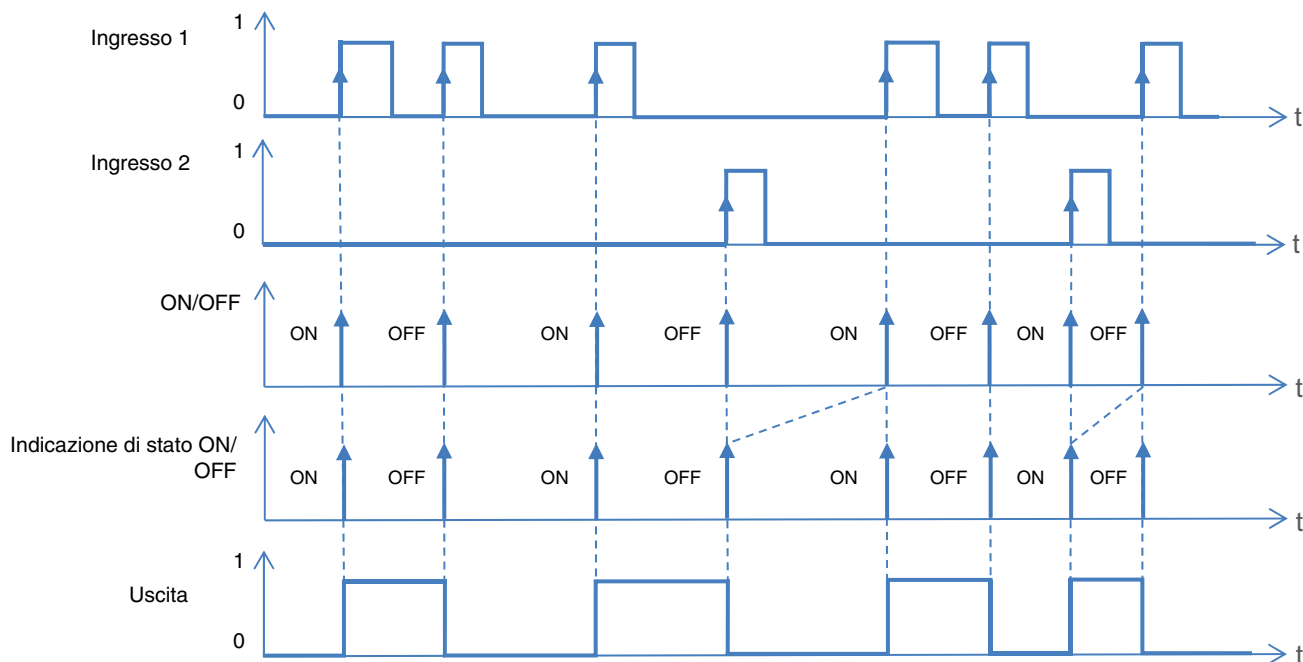 1
Ingresso 1
0
t
1
Ingresso 2
0
t
ON/OFF
ON OFF ON OFF ON OFF ON OFF
t
Indicazione di stato ON/
OFF
ON OFF ON OFF ON OFF ON OFF
t
1
Uscita
0
t